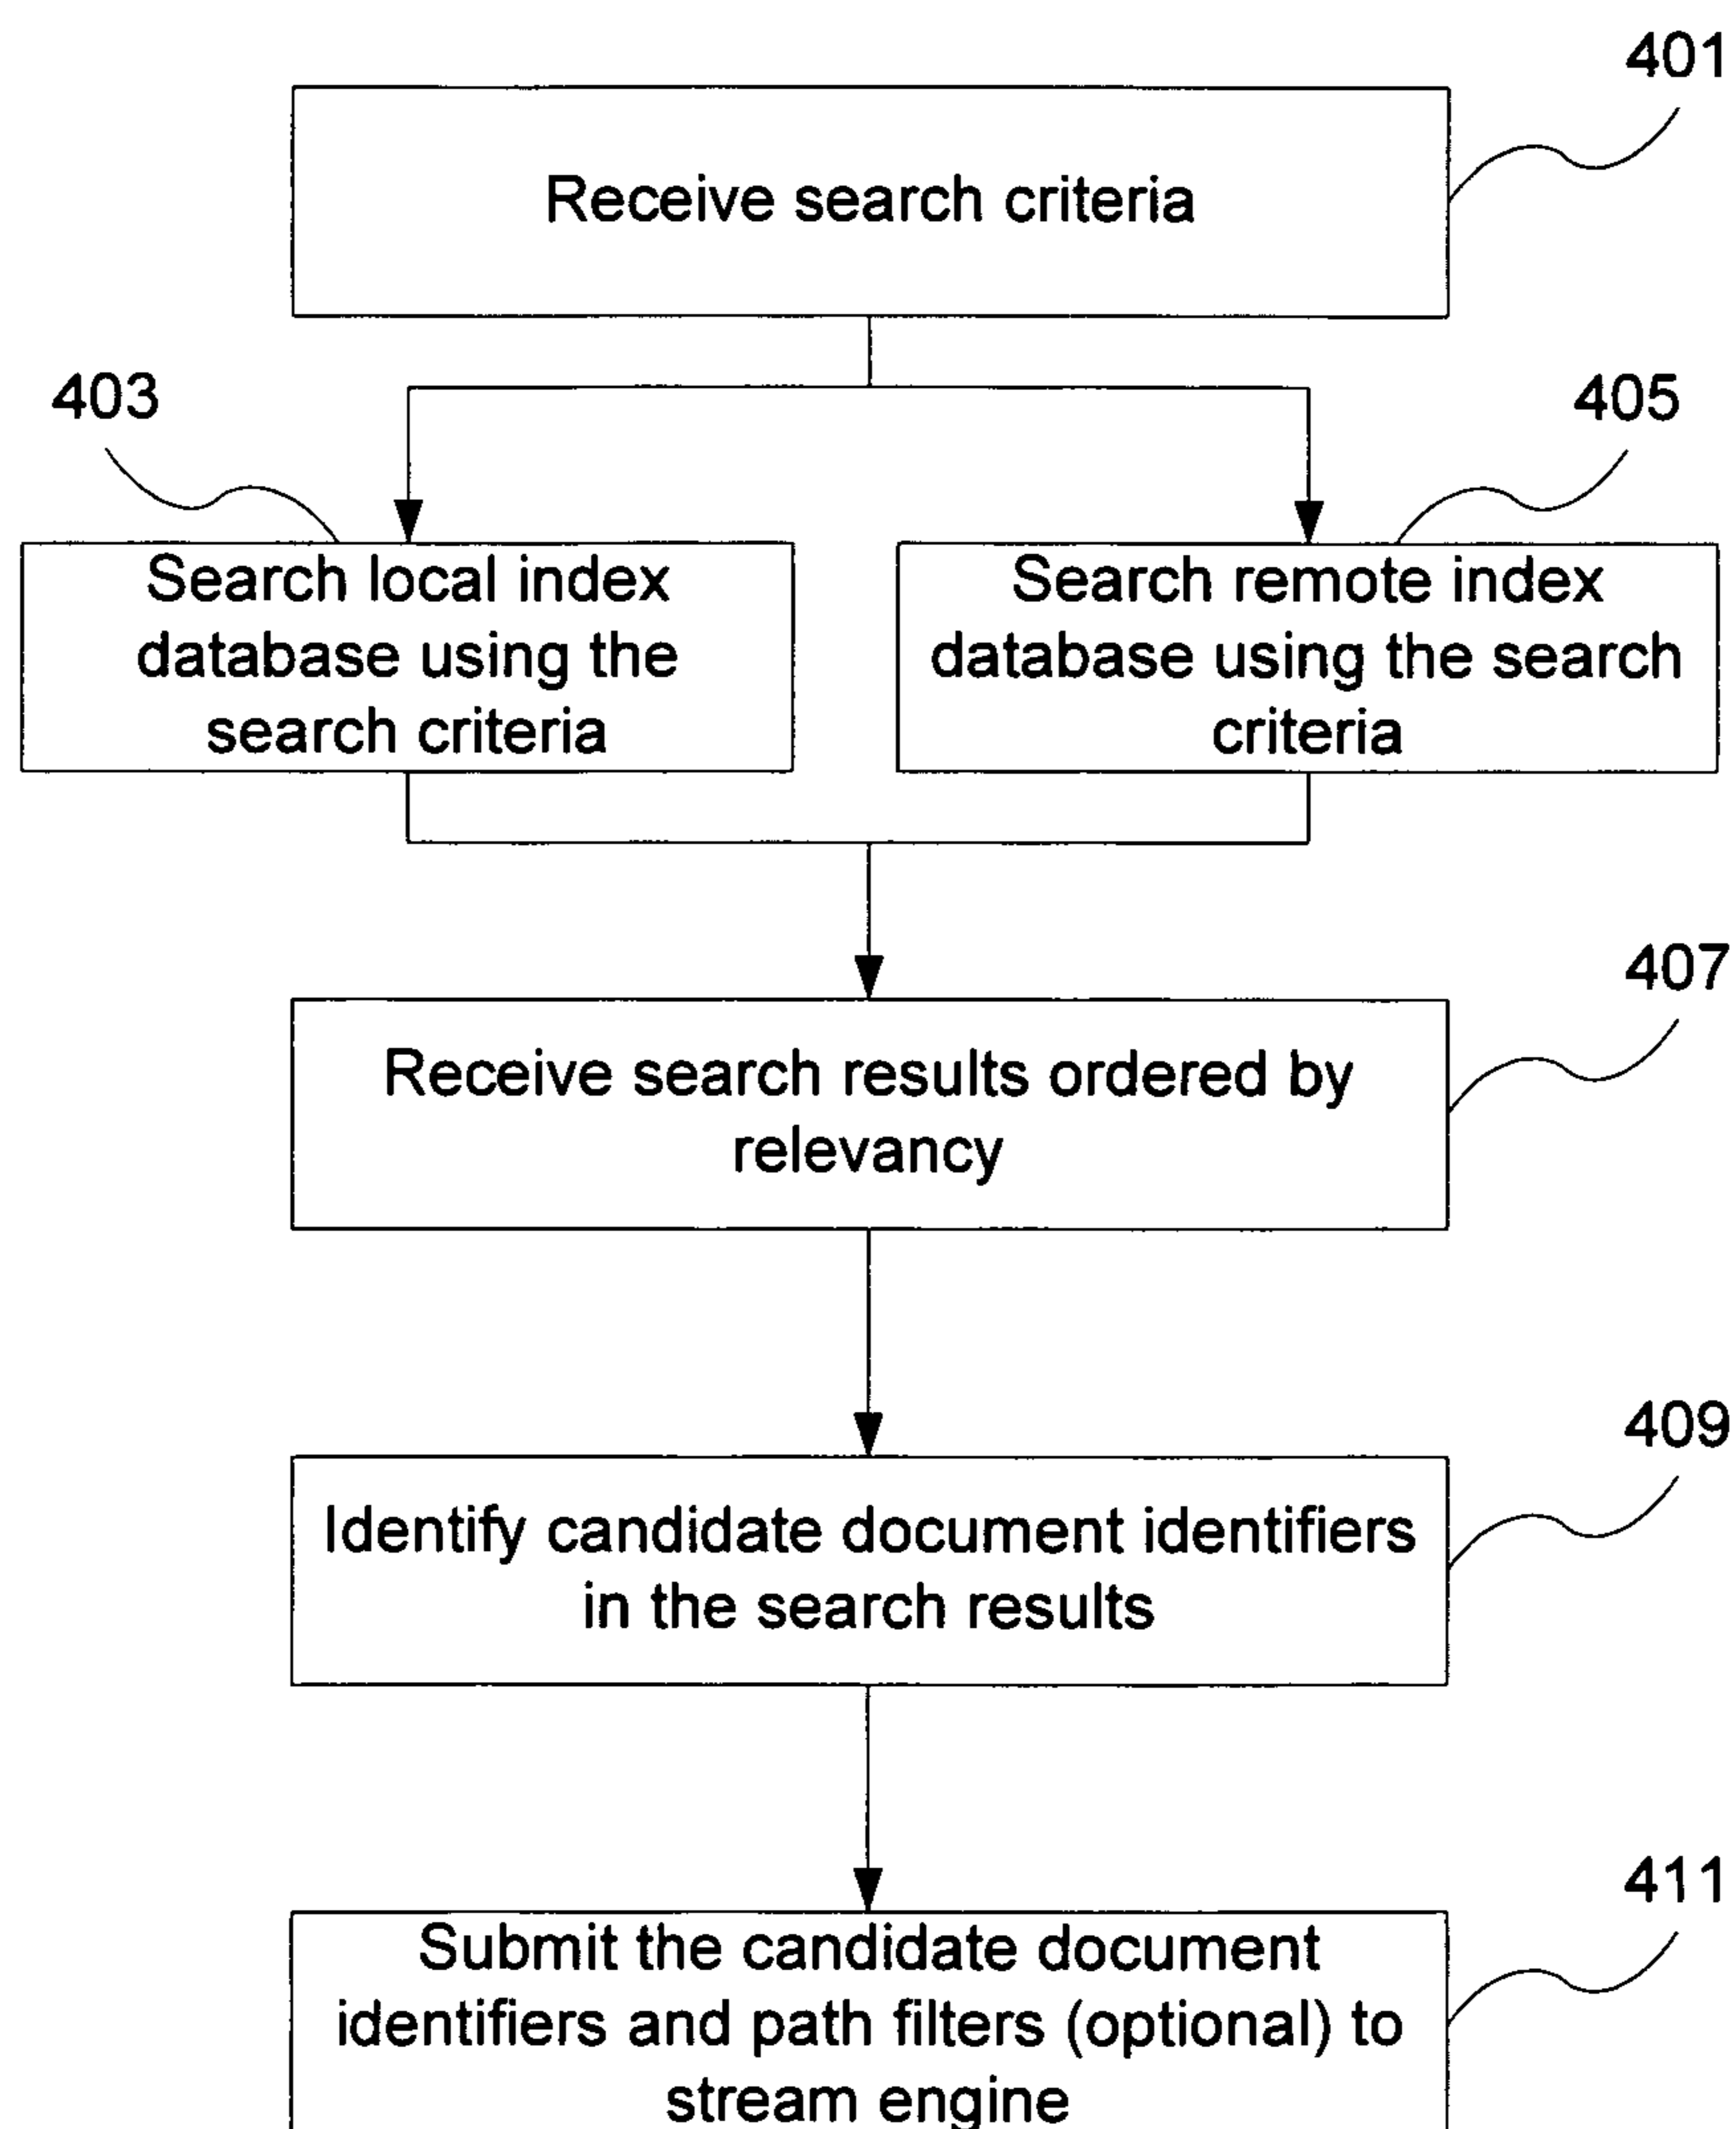 401
Receive search criteria
403
405
Search local index
database using the
search criteria
Search remote index
database using the search
criteria
407
Receive search results ordered by
relevancy
409
Identify candidate document identifiers
in the search results
411
Submit the candidate document
identifiers and path filters (optional) to
stream engine